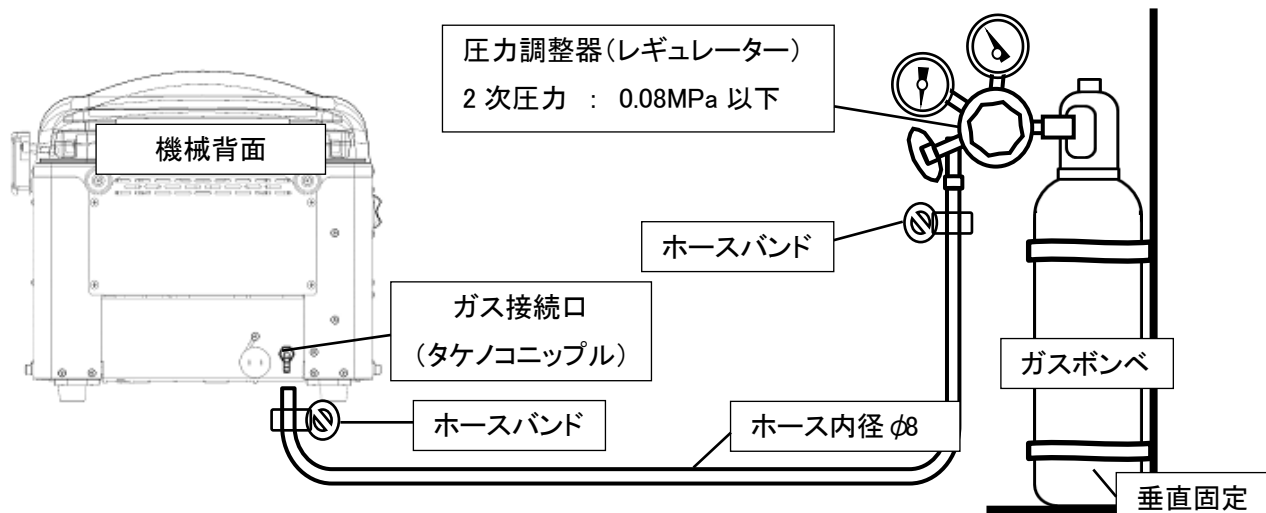 圧力調整器（レギュレーター）
2 次圧力 ： 0.08MPa 以下
機械背面
ホースバンド
ガス接続口
（タケノコニップル）
ガスボンベ
ホースバンド
ホース内径 φ8
垂直固定